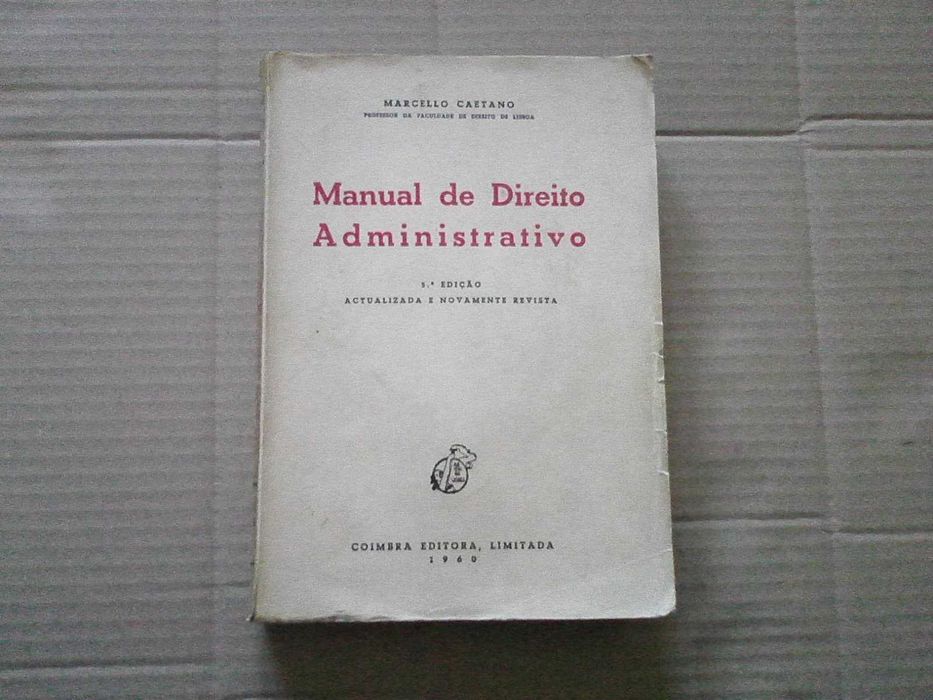 MARCELLO CAETANO
PROFESSOR DA FACULDADE DE DIREITO DE LISBOA
Manual de Direito
Administrativo
5.ª EDIÇÃO
ACTUALIZADA E NOVAMENTE REVISTA
COIMBRA EDITORA, LIMITADA
1960